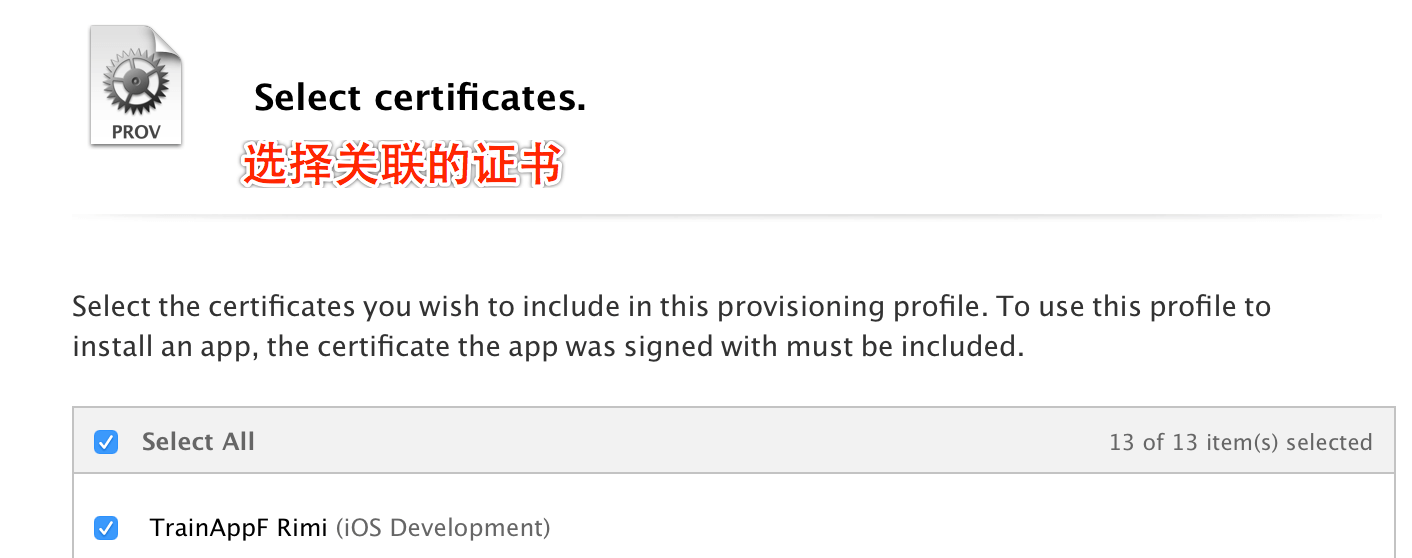 PROV
Select certificates.
选择关联的证书
Select the certificates you wish to include in this provisioning profile. To use this profile to
install an app, the certificate the app was signed with must be included.
Select All 13 of 13 item(s) selected
TrainAppF Rimi (iOS Development)